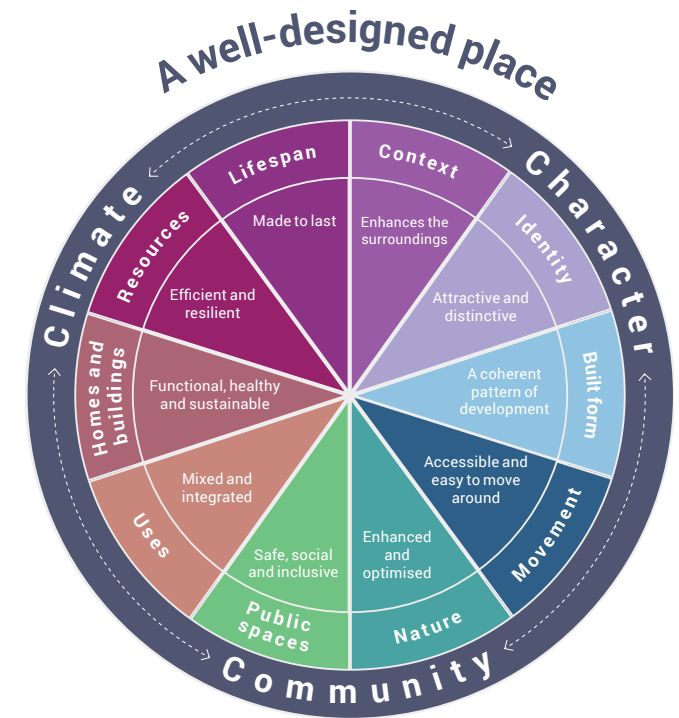 A well-designed place
Climate
Character
Community
Context
Enhances the
surroundings
Identity
Attractive and
distinctive
Built form
A coherent
pattern of
development
Movement
Accessible and
easy to move
around
Nature
Enhanced
and
optimised
Public
spaces
Safe, social
and inclusive
Uses
Mixed and
integrated
Homes and
buildings
Functional, healthy
and sustainable
Resources
Efficient and
resilient
Lifespan
Made to last